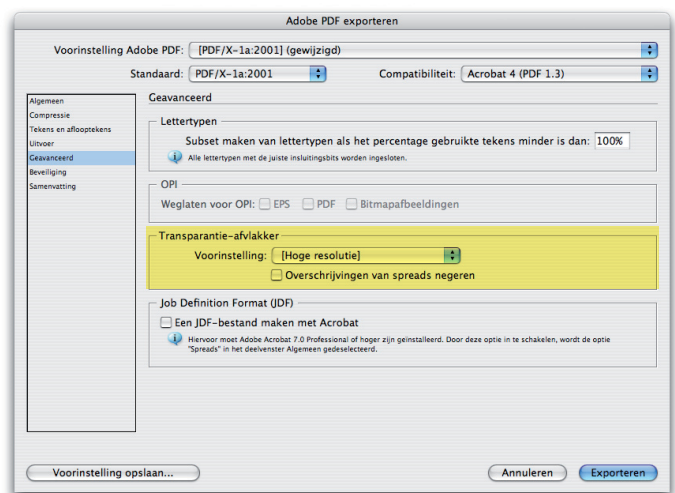 Adobe PDF exporteren
Voorinstelling Adobe PDF: [PDF/X-1a:2001] (gewijzigd)
Standaard: PDF/X-1a:2001 Compatibiliteit: Acrobat 4 (PDF 1.3)
Algemeen
Compressie
Tekens en aflooptekens
Uitvoer
Geavanceerd
Beveiliging
Samenvatting
Geavanceerd
Lettertypen
Subset maken van lettertypen als het percentage gebruikte tekens minder is dan: 100%
Alle lettertypen met de juiste insluitingsbits worden ingesloten.
OPI
Weglaten voor OPI: EPS PDF Bitmapafbeeldingen
Transparantie-afvlakker
Voorinstelling: [Hoge resolutie]
Overschrijvingen van spreads negeren
Job Definition Format (JDF)
Een JDF-bestand maken met Acrobat
Hiervoor moet Adobe Acrobat 7.0 Professional of hoger zijn geïnstalleerd. Door deze optie in te schakelen, wordt de optie
"Spreads" in het deelvenster Algemeen gedeselecteerd.
Voorinstelling opslaan... Annuleren Exporteren